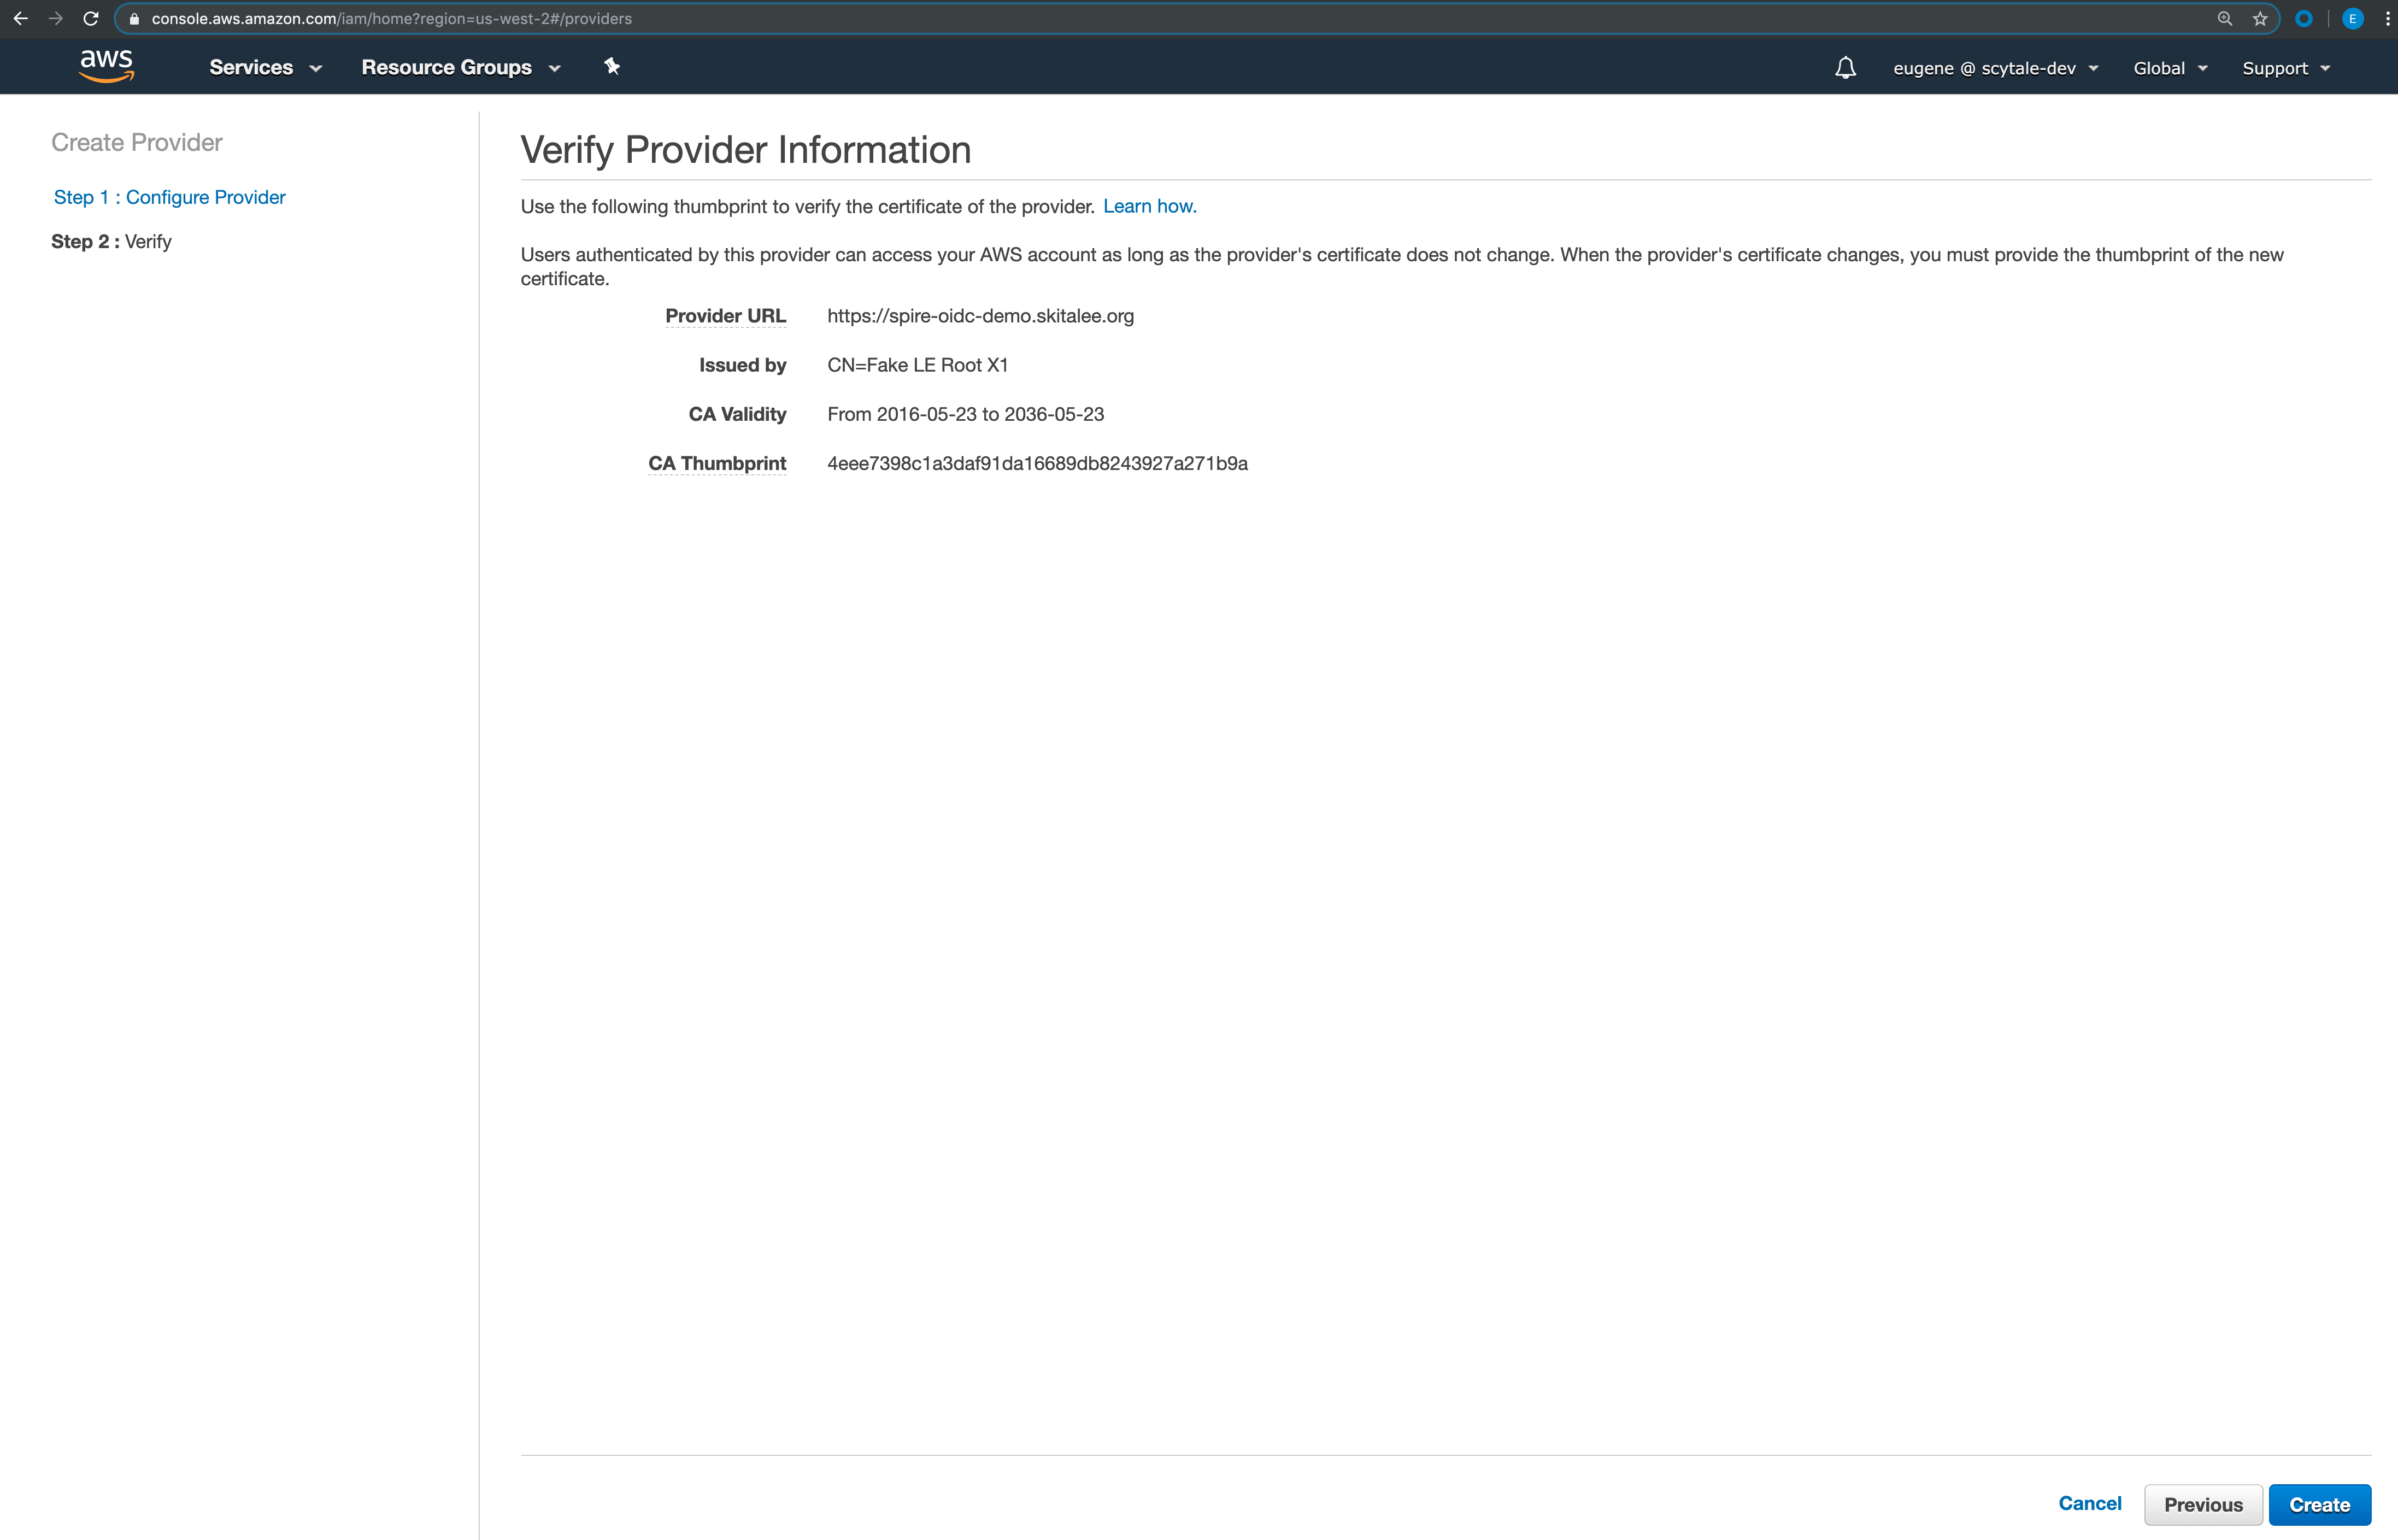 console.aws.amazon.com/iam/home?region=us-west-2#/providers
E
aws
Services
Resource Groups
eugene @ scytale-dev
Global
Support
Create Provider
Step 1 : Configure Provider
Step 2 : Verify
Verify Provider Information
Use the following thumbprint to verify the certificate of the provider. Learn how.
Users authenticated by this provider can access your AWS account as long as the provider's certificate does not change. When the provider's certificate changes, you must provide the thumbprint of the new
certificate.
Provider URL https://spire-oidc-demo.skitalee.org
Issued by CN=Fake LE Root X1
CA Validity From 2016-05-23 to 2036-05-23
CA Thumbprint 4eee7398c1a3daf91da16689db8243927a271b9a
Cancel
Previous
Create